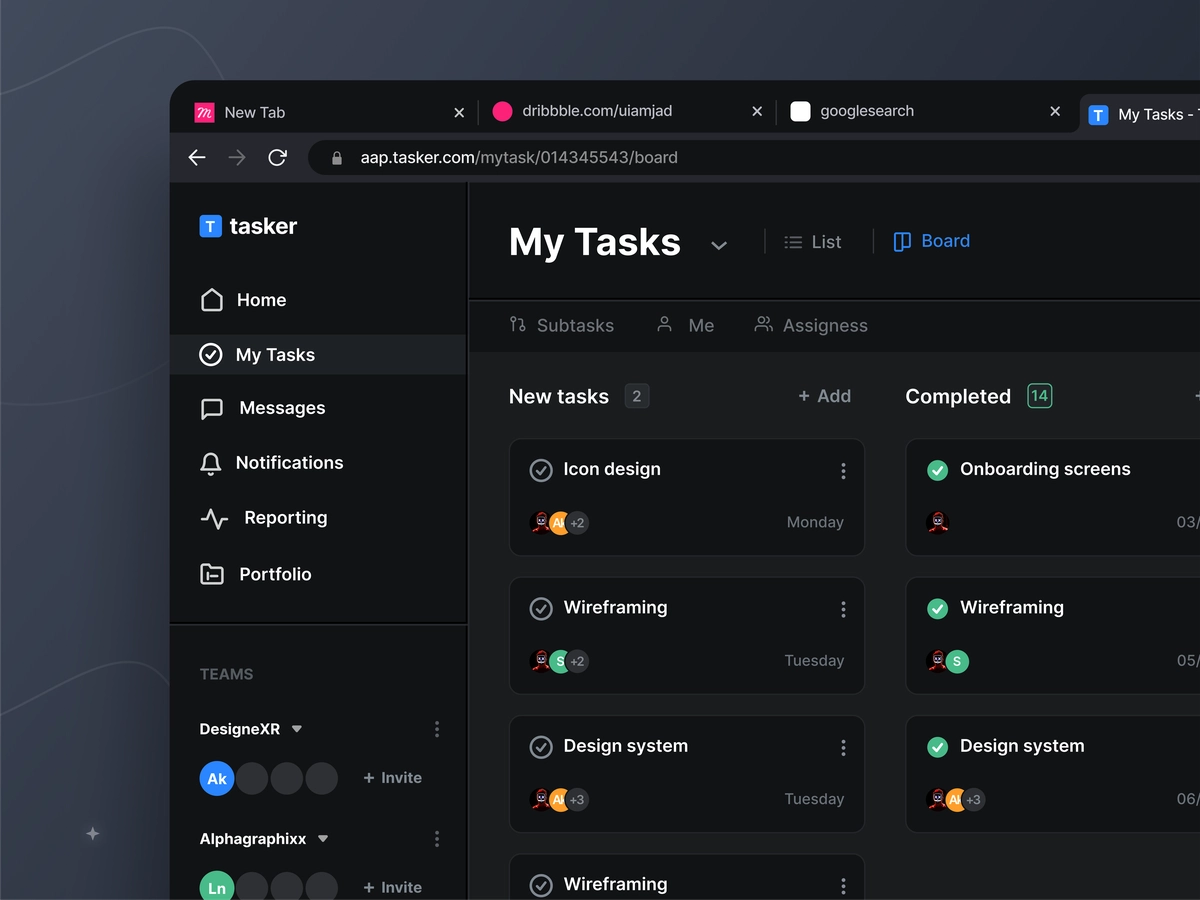 New Tab
dribbble.com/uiamjad
googlesearch
T My Tasks -
aap.tasker.com/mytask/014345543/board
T tasker
Home
My Tasks
Messages
Notifications
Reporting
Portfolio
TEAMS
DesigneXR
Ak
+ Invite
Alphagraphixx
Ln
+ Invite
My Tasks
List
Board
Subtasks
Me
Assigness
New tasks 2
+ Add
Icon design
+2
Monday
Wireframing
S +2
Tuesday
Design system
+3
Tuesday
Wireframing
Completed 14
Onboarding screens
03/
Wireframing
S
05/
Design system
+3
06/